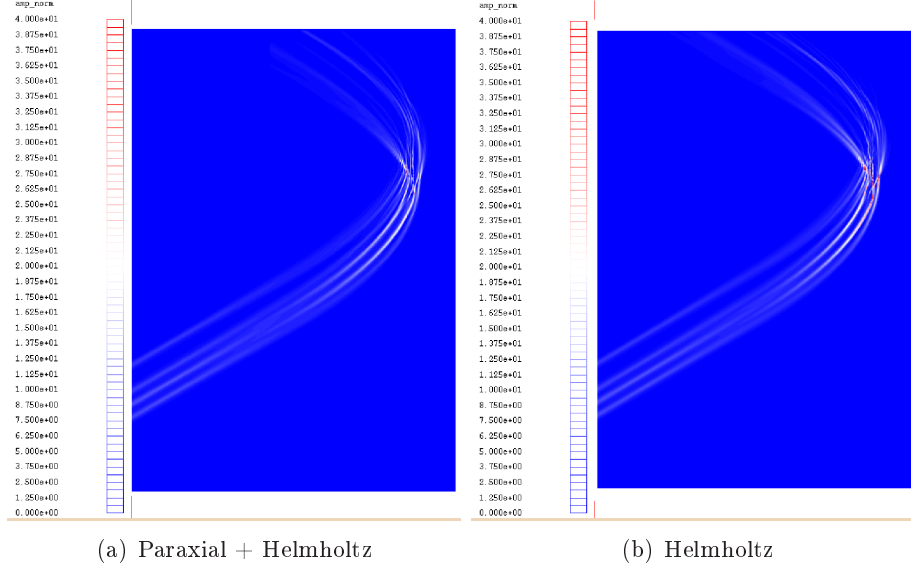 amp_norm
4.000e+01
3.875e+01
3.750e+01
3.625e+01
3.500e+01
3.375e+01
3.250e+01
3.125e+01
3.000e+01
2.875e+01
2.750e+01
2.625e+01
2.500e+01
2.375e+01
2.250e+01
2.125e+01
2.000e+01
1.875e+01
1.750e+01
1.625e+01
1.500e+01
1.375e+01
1.250e+01
1.125e+01
1.000e+01
8.750e+00
7.500e+00
6.250e+00
5.000e+00
3.750e+00
2.500e+00
1.250e+00
0.000e+00
(a) Paraxial + Helmholtz
amp_norm
4.000e+01
3.875e+01
3.750e+01
3.625e+01
3.500e+01
3.375e+01
3.250e+01
3.125e+01
3.000e+01
2.875e+01
2.750e+01
2.625e+01
2.500e+01
2.375e+01
2.250e+01
2.125e+01
2.000e+01
1.875e+01
1.750e+01
1.625e+01
1.500e+01
1.375e+01
1.250e+01
1.125e+01
1.000e+01
8.750e+00
7.500e+00
6.250e+00
5.000e+00
3.750e+00
2.500e+00
1.250e+00
0.000e+00
(b) Helmholtz